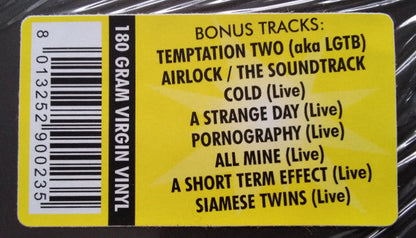 8 013252 900235
180 GRAM VIRGIN VINYL
BONUS TRACKS:
TEMPTATION TWO (aka LGTB)
AIRLOCK / THE SOUNDTRACK
COLD (Live)
A STRANGE DAY (Live)
PORNOGRAPHY (Live)
ALL MINE (Live)
A SHORT TERM EFFECT (Live)
SIAMESE TWINS (Live)